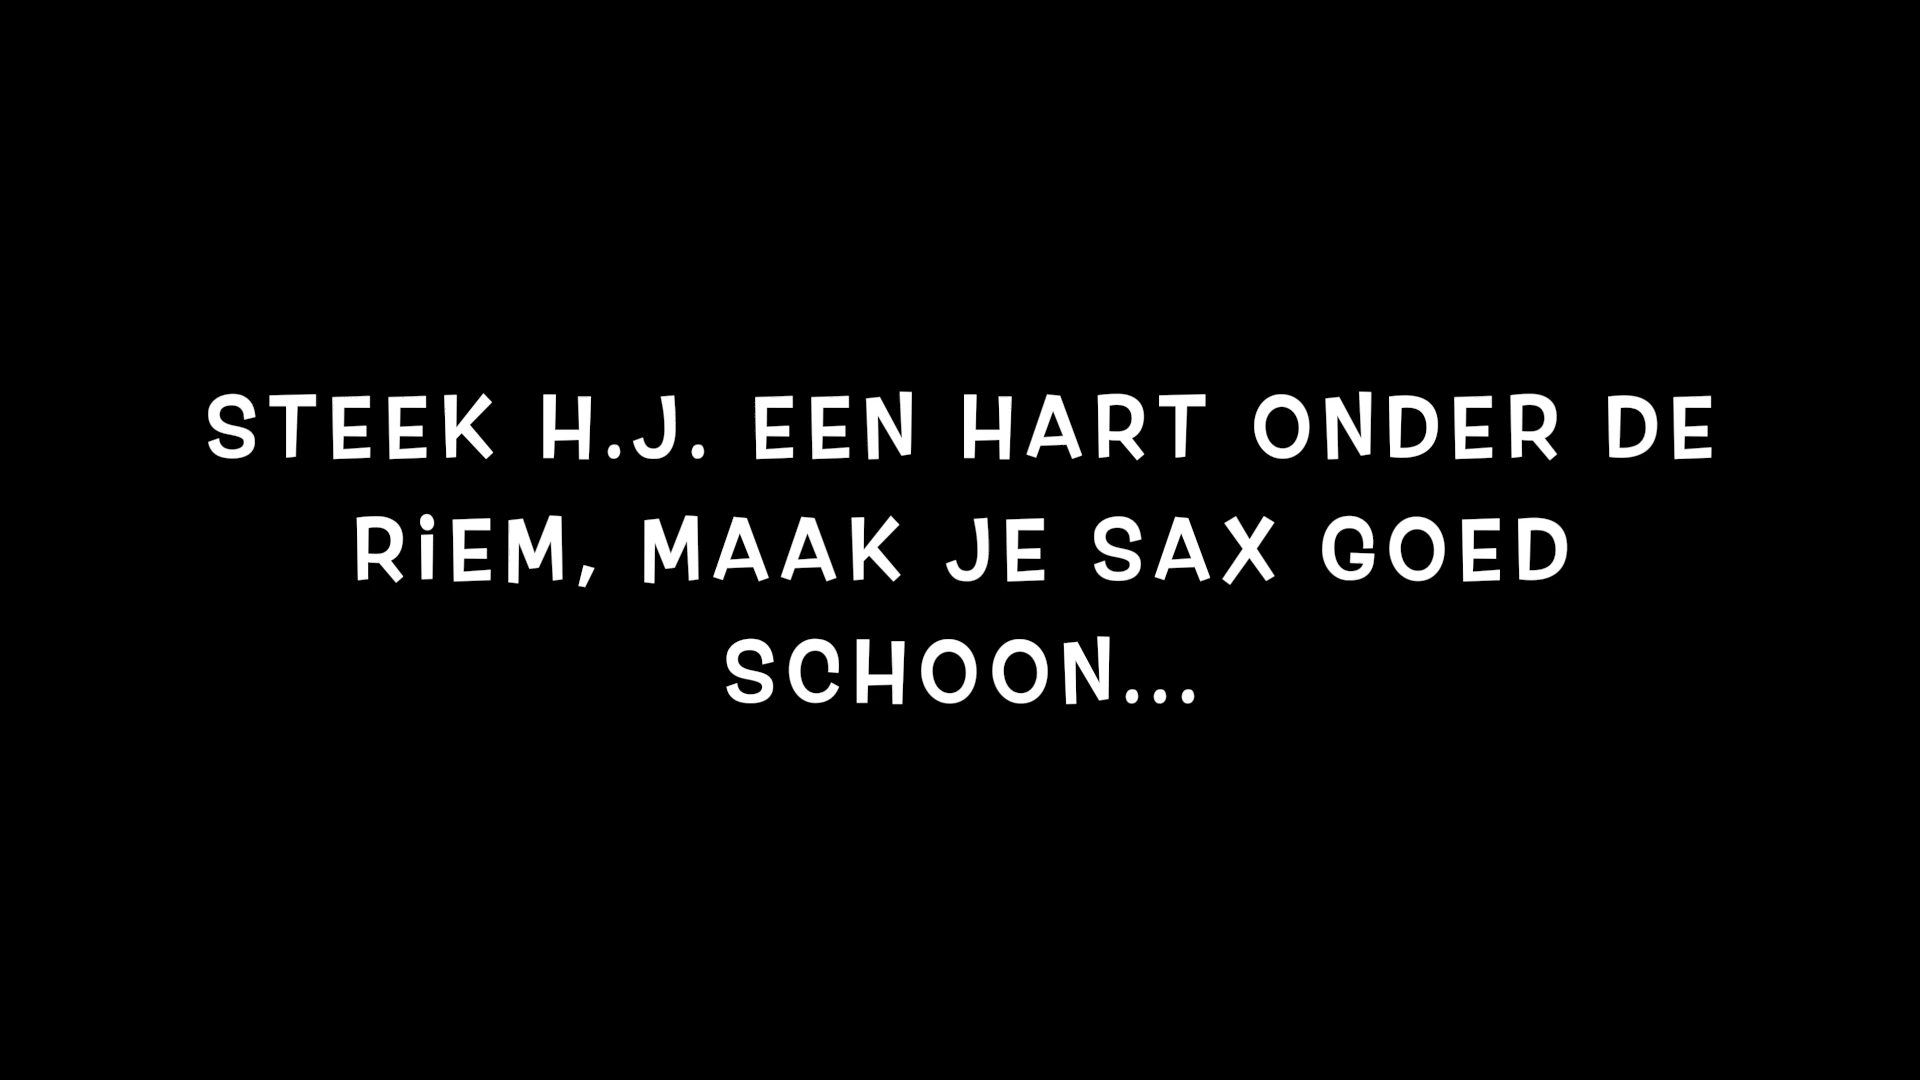 STEEK H.J. EEN HART ONDER DE
RiEM, MAAK JE SAX GOED
SCHOON...